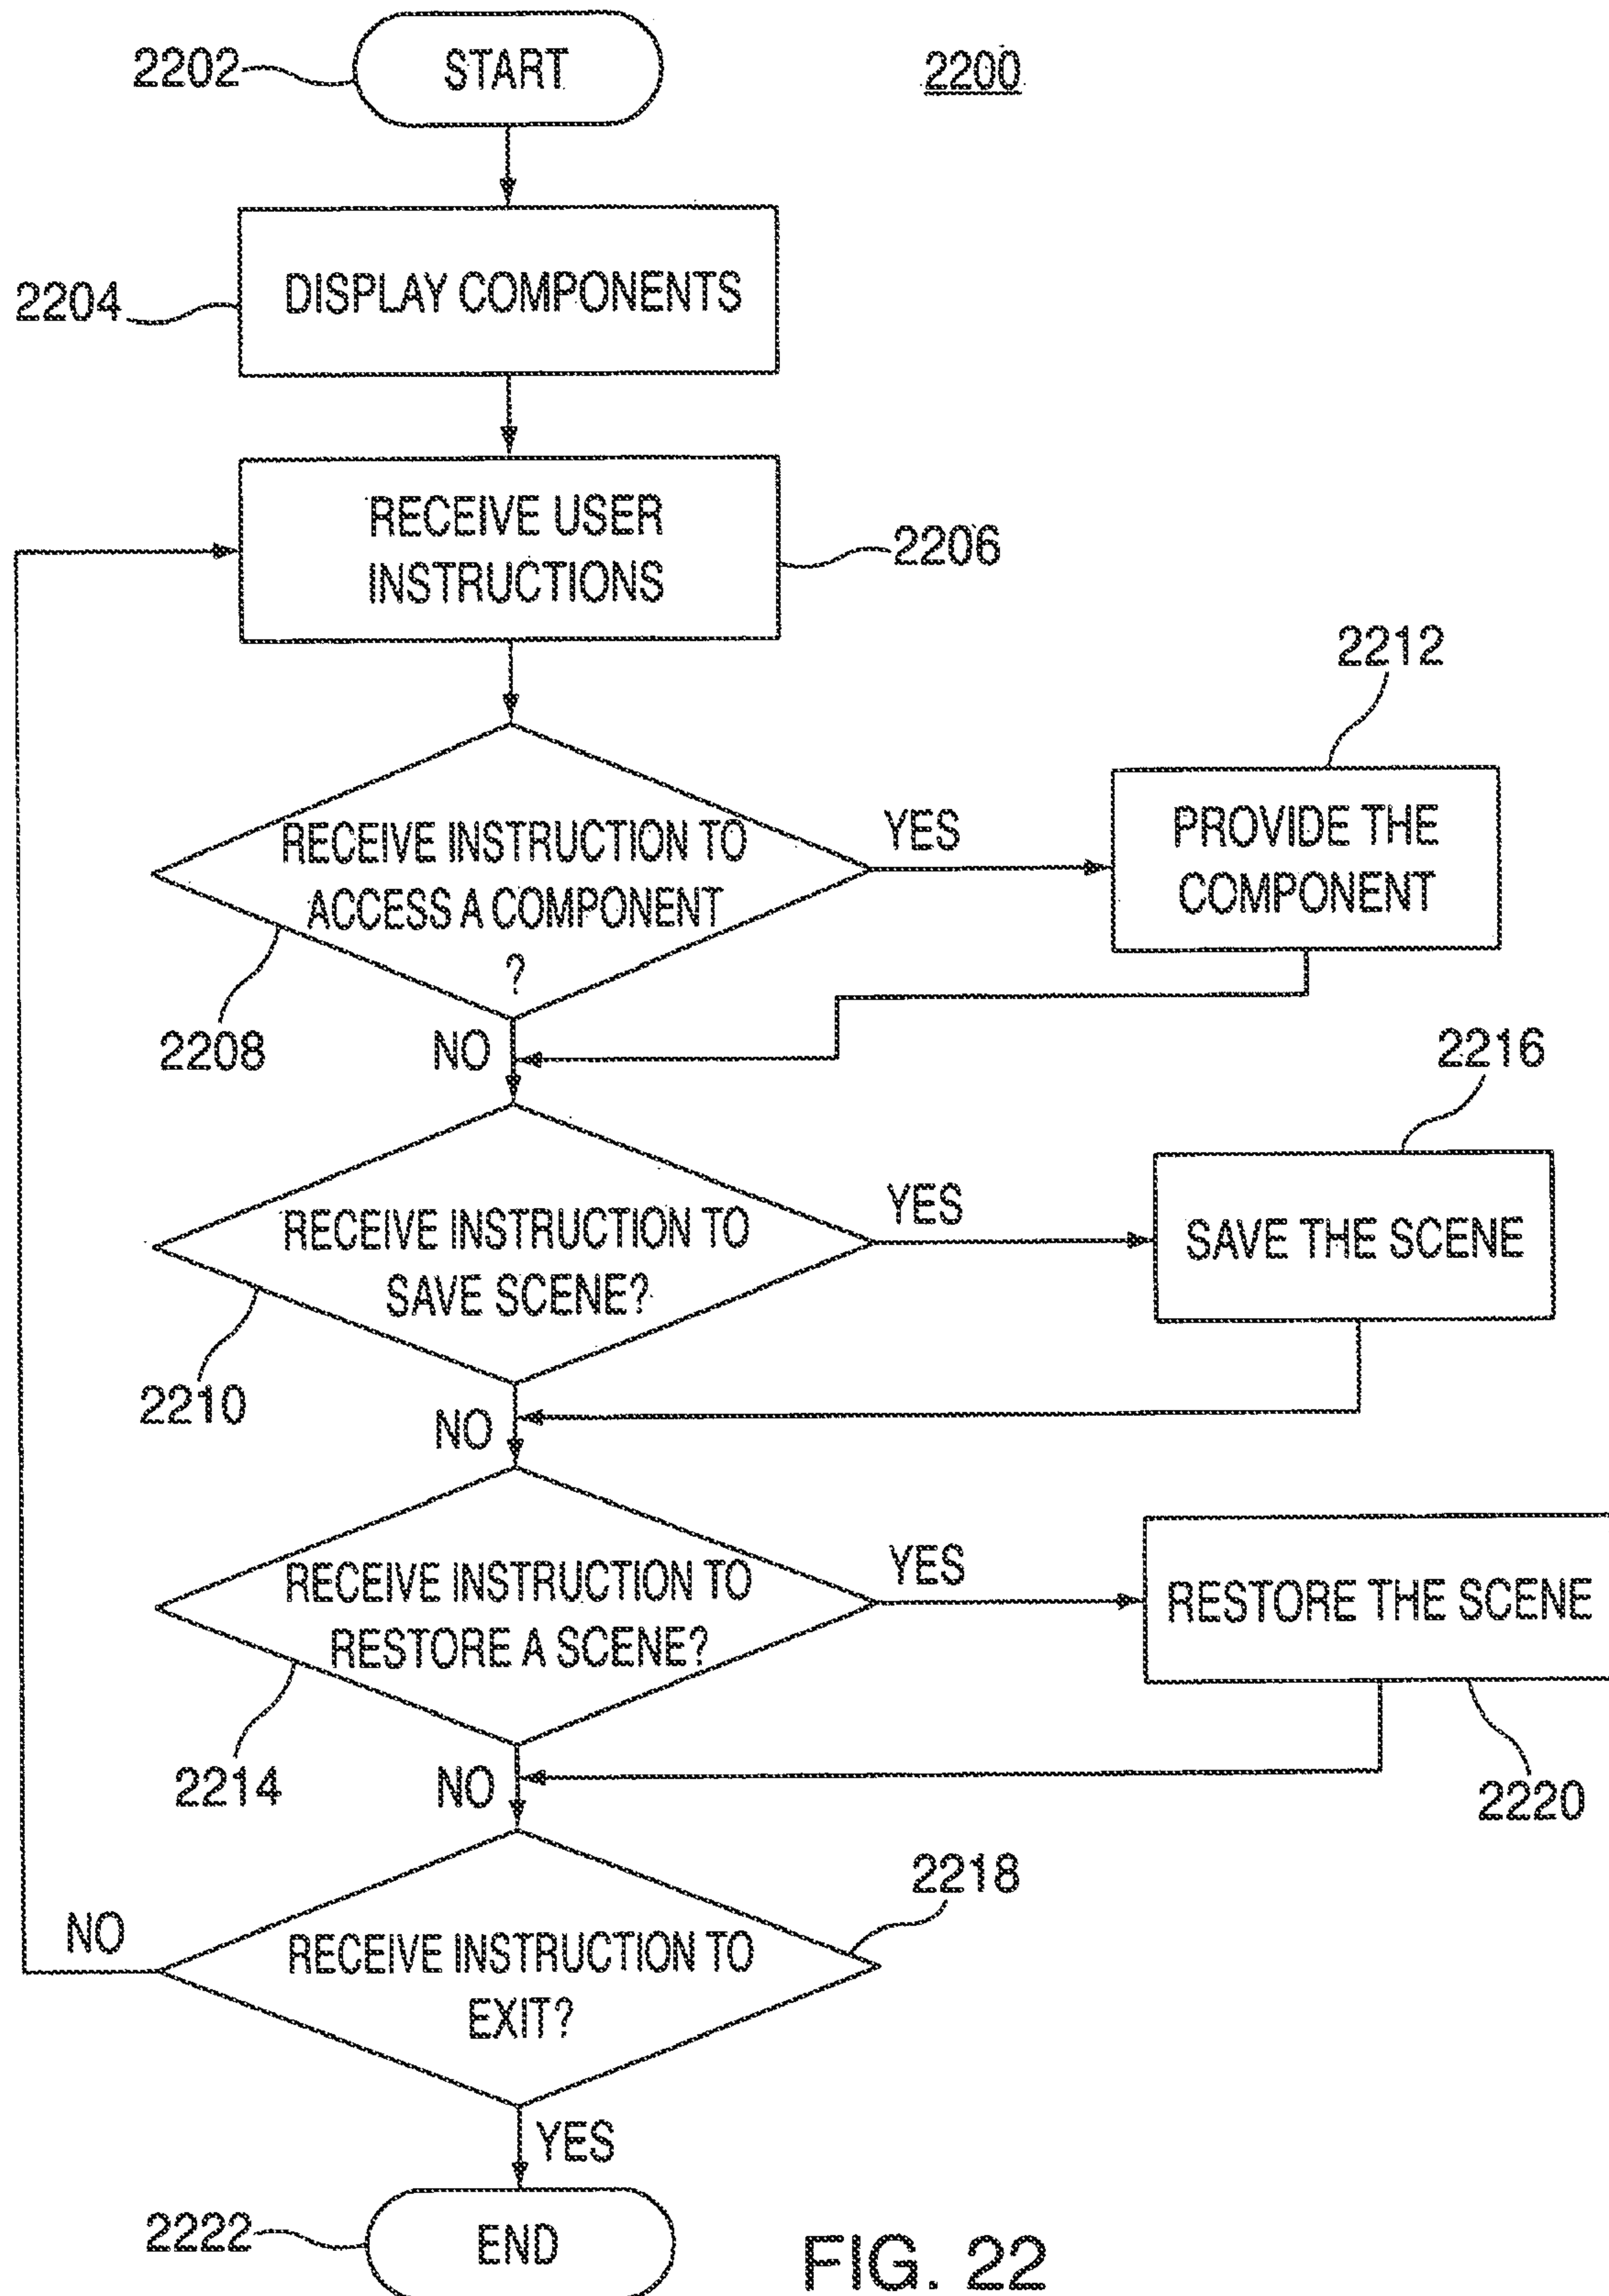 2202
START
2200
2204
DISPLAY COMPONENTS
RECEIVE USER
INSTRUCTIONS
2206
2212
RECEIVE INSTRUCTION TO
ACCESS A COMPONENT
?
YES
PROVIDE THE
COMPONENT
2208
NO
2216
RECEIVE INSTRUCTION TO
SAVE SCENE?
YES
SAVE THE SCENE
2210
NO
RECEIVE INSTRUCTION TO
RESTORE A SCENE?
YES
RESTORE THE SCENE
2214
NO
2220
2218
NO
RECEIVE INSTRUCTION TO
EXIT?
YES
2222
END
FIG. 22